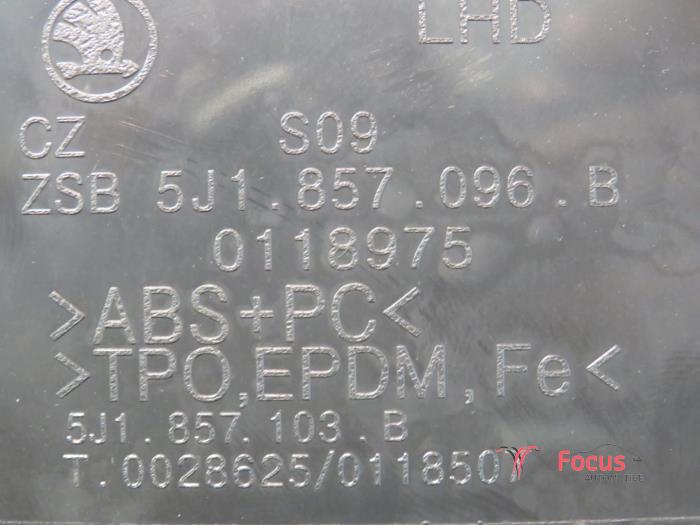 LHD
CZ S09
ZSB 5J1.857.096.B
0118975
>ABS+PC<
>TPO,EPDM,Fe<
5J1.857.103.B
T.0028625/0118507
Focus
AUTOMOTIVE